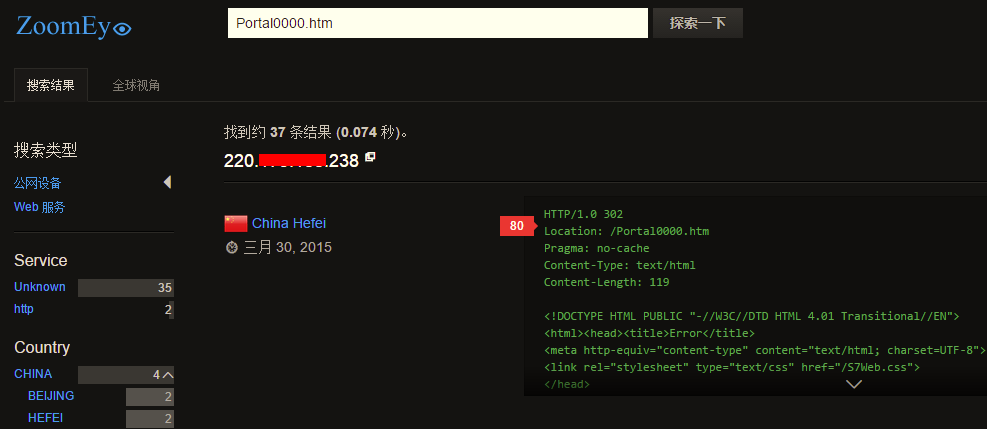 ZoomEye
Portal0000.htm
探索一下
搜索结果
全球视角
找到约 37 条结果 (0.074 秒)。
搜索类型
220. .238
公网设备
Web 服务
China Hefei
三月 30, 2015
80
HTTP/1.0 302
Location: /Portal0000.htm
Pragma: no-cache
Content-Type: text/html
Content-Length: 119
<!DOCTYPE HTML PUBLIC "-//W3C//DTD HTML 4.01 Transitional//EN">
<html><head><title>Error</title>
<meta http-equiv="content-type" content="text/html; charset=UTF-8">
<link rel="stylesheet" type="text/css" href="/S7Web.css">
</head>
Service
Unknown 35
http 2
Country
CHINA 4
BEIJING 2
HEFEI 2